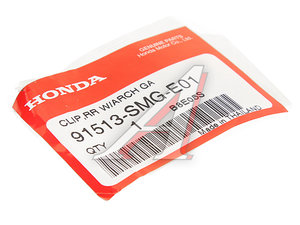 GENUINE PARTS
Honda Motor Co., Ltd.
HONDA
CLIP,RR W/ARCH GA
91513-SMG-E01
QTY 1
MADE IN THAILAND